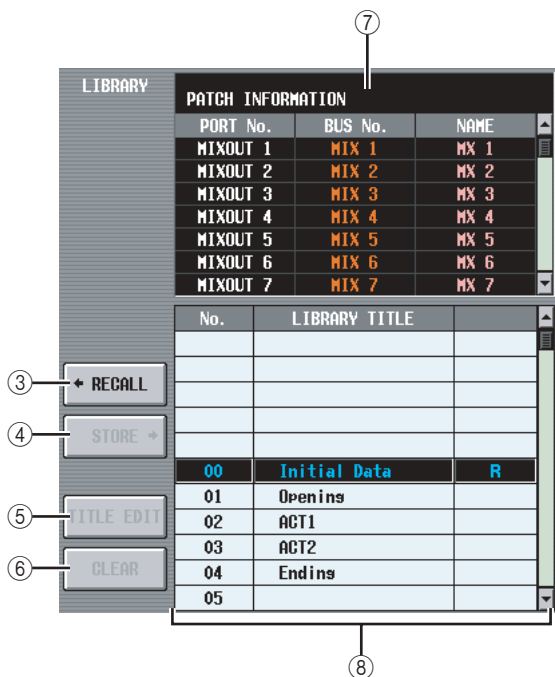 ⑦
LIBRARY
PATCH INFORMATION
PORT No. BUS No. NAME
MIXOUT 1 MIX 1 MX 1
MIXOUT 2 MIX 2 MX 2
MIXOUT 3 MIX 3 MX 3
MIXOUT 4 MIX 4 MX 4
MIXOUT 5 MIX 5 MX 5
MIXOUT 6 MIX 6 MX 6
MIXOUT 7 MIX 7 MX 7
No. LIBRARY TITLE
③ RECALL
④ STORE
00 Initial Data R
01 Opening
⑤ TITLE EDIT
02 ACT1
03 ACT2
⑥ CLEAR
04 Ending
05
⑧